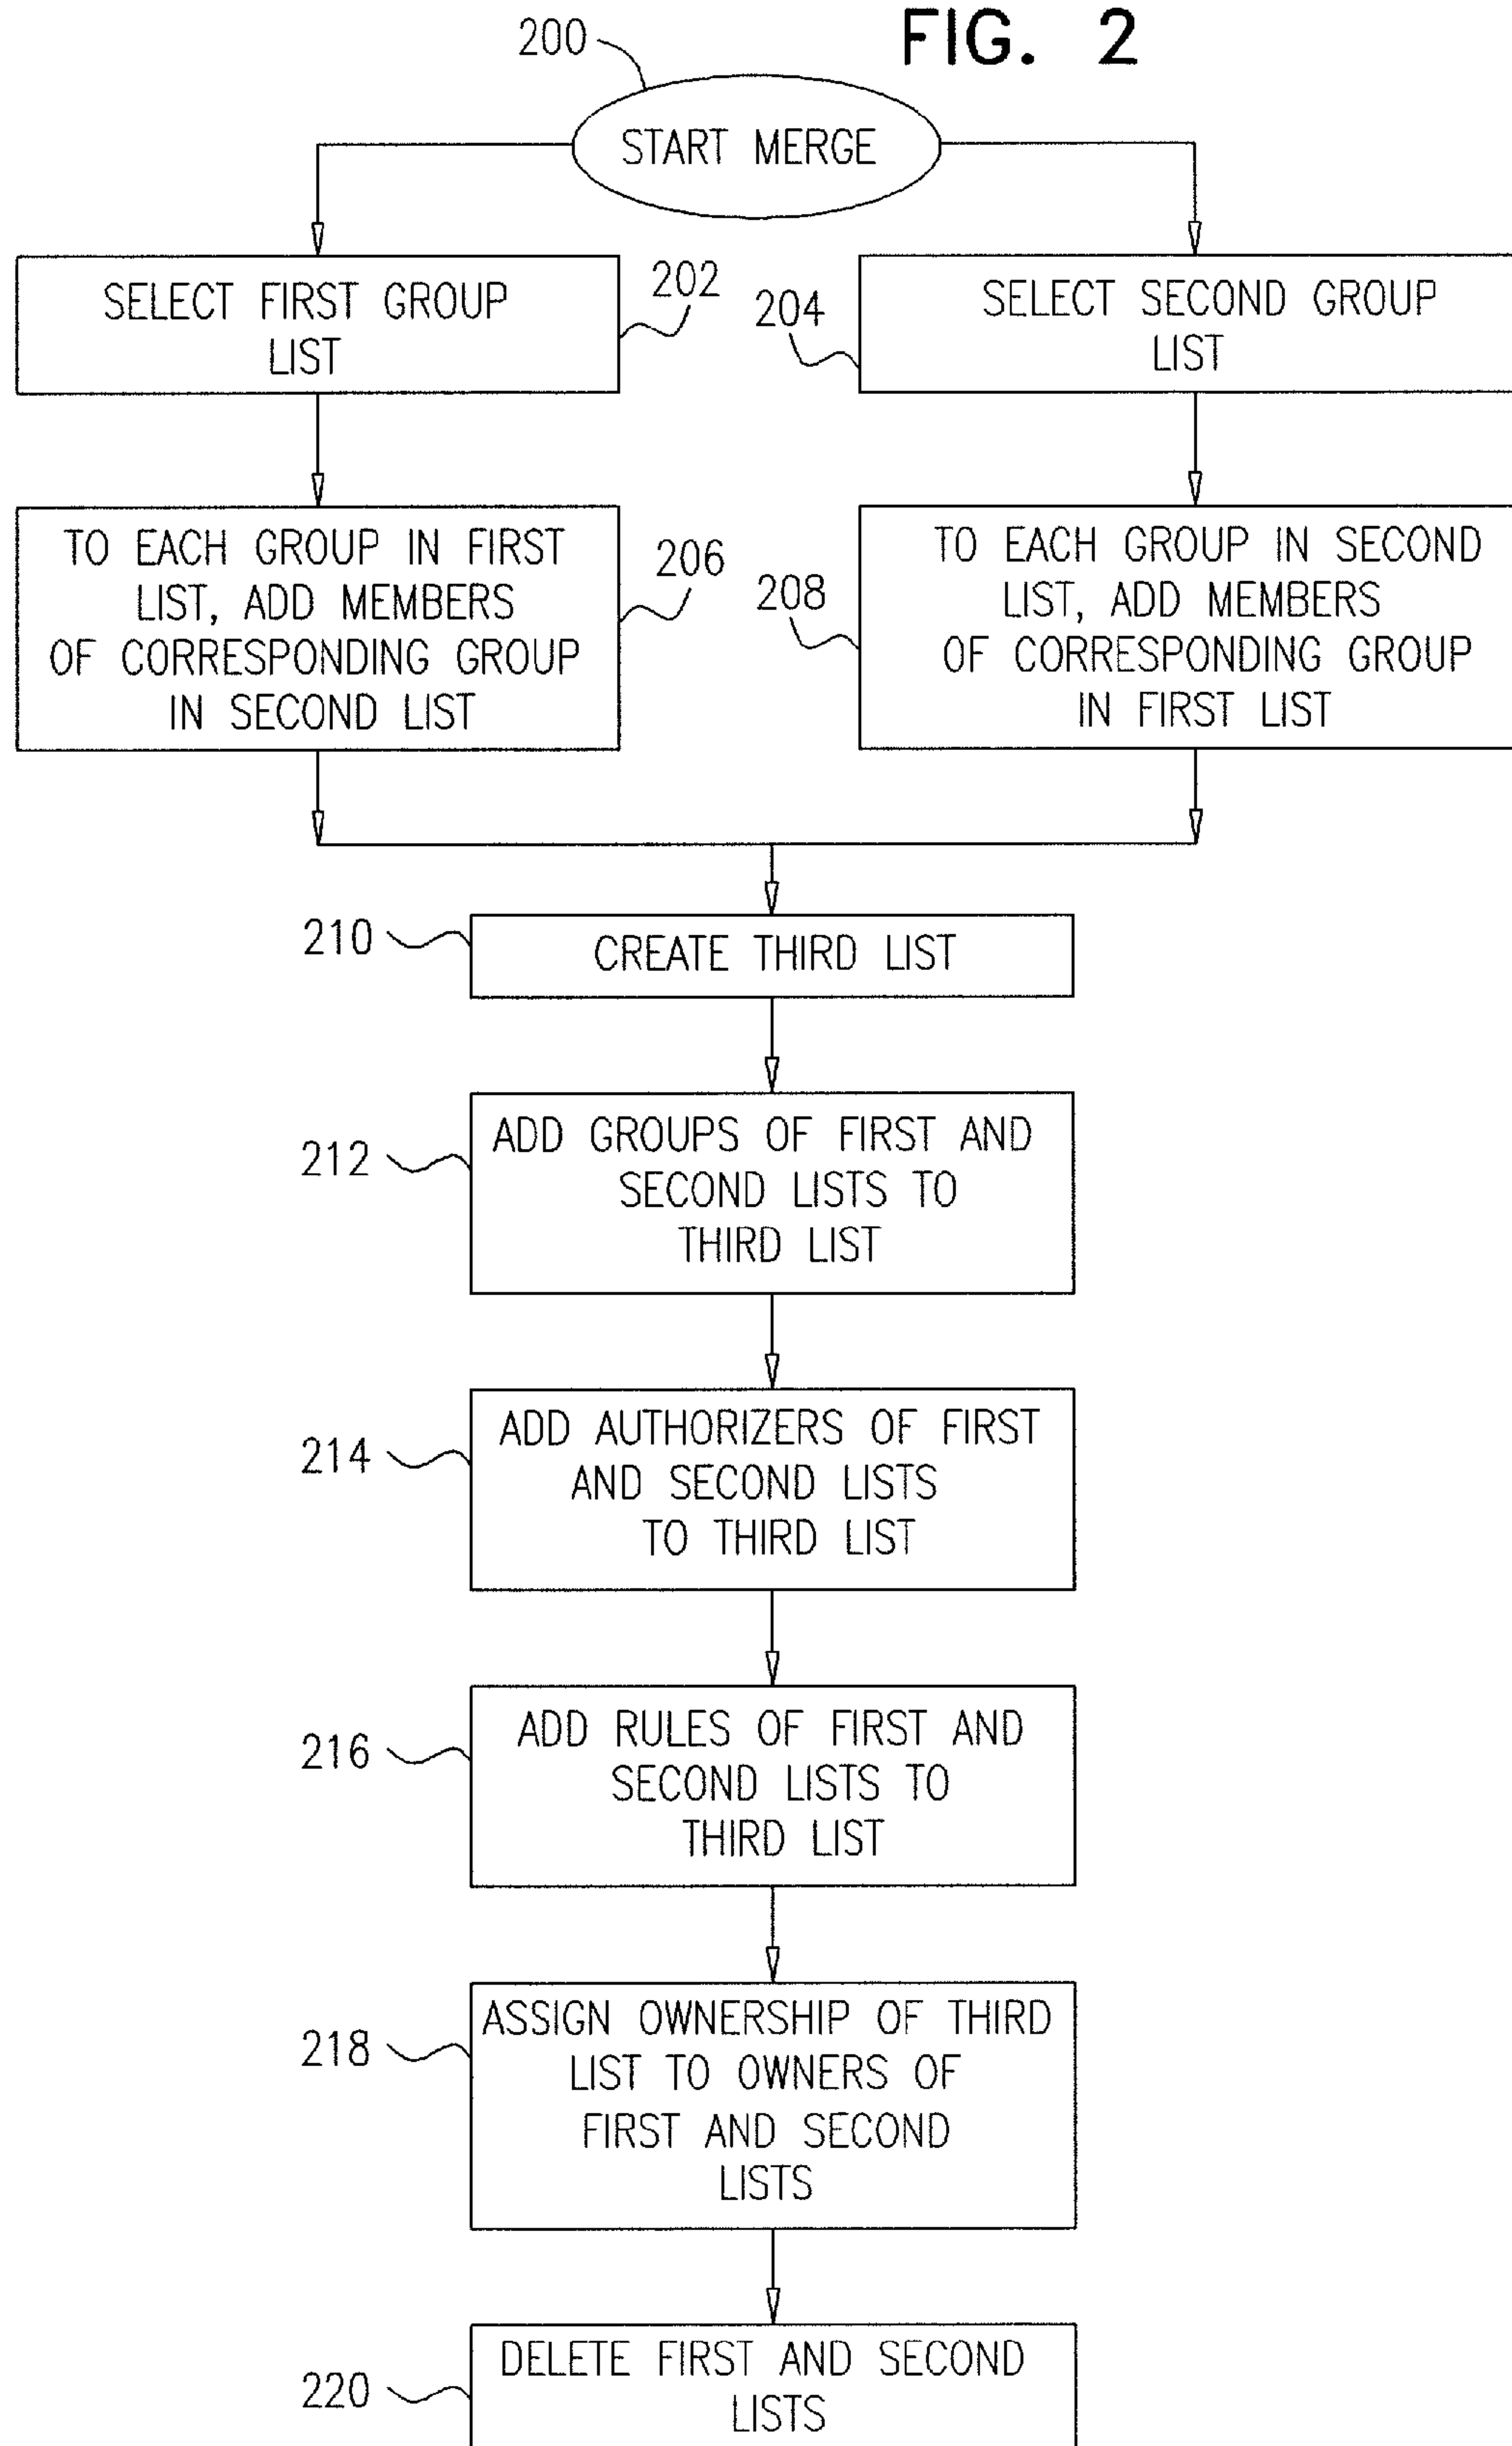 FIG. 2
200
START MERGE
SELECT FIRST GROUP
LIST
202
204
SELECT SECOND GROUP
LIST
TO EACH GROUP IN FIRST
LIST, ADD MEMBERS
OF CORRESPONDING GROUP
IN SECOND LIST
206
208
TO EACH GROUP IN SECOND
LIST, ADD MEMBERS
OF CORRESPONDING GROUP
IN FIRST LIST
210
CREATE THIRD LIST
212
ADD GROUPS OF FIRST AND
SECOND LISTS TO
THIRD LIST
214
ADD AUTHORIZERS OF FIRST
AND SECOND LISTS
TO THIRD LIST
216
ADD RULES OF FIRST AND
SECOND LISTS TO
THIRD LIST
218
ASSIGN OWNERSHIP OF THIRD
LIST TO OWNERS OF
FIRST AND SECOND
LISTS
220
DELETE FIRST AND SECOND
LISTS